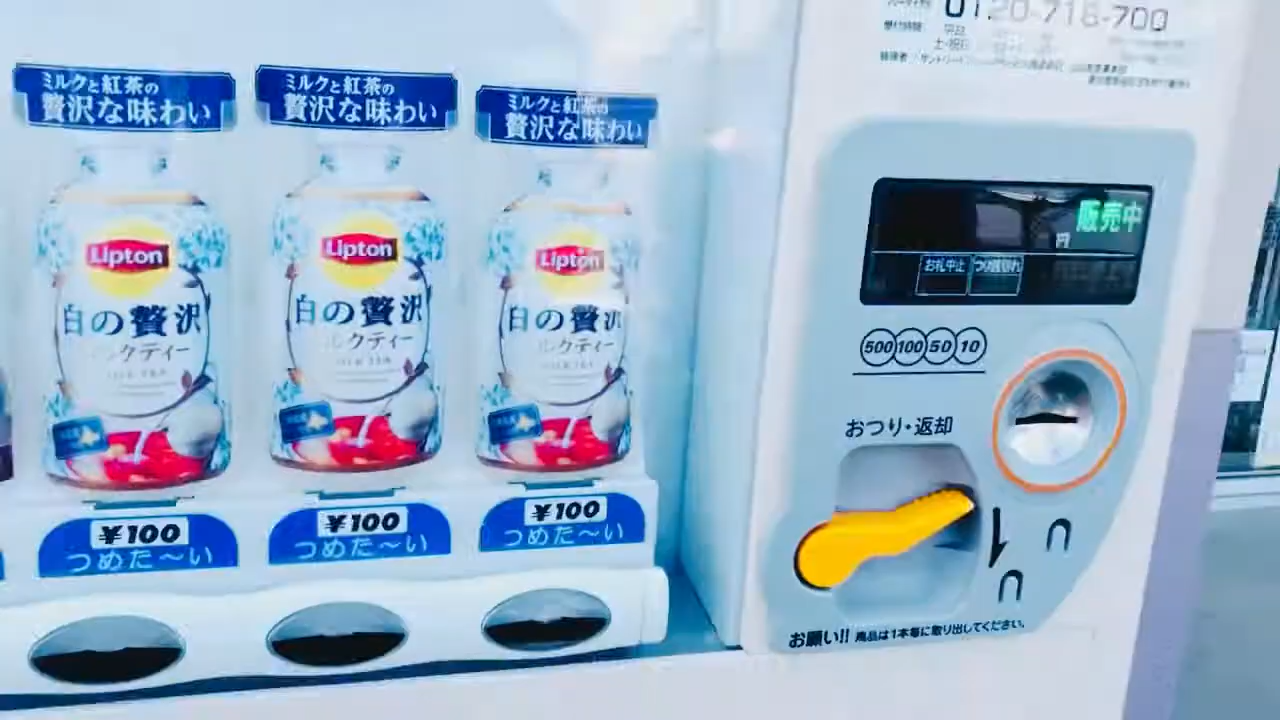 ミルクと紅茶の
贅沢な味わい
ミルクと紅茶の
贅沢な味わい
ミルクと紅茶の
贅沢な味わい
Lipton
白の贅沢
ルクティー
Lipton
白の贅沢
ルクティー
Lipton
白の贅沢
ルクティー
¥100
つめた〜い
¥100
つめた〜い
¥100
つめた〜い
0120-716-700
平日
土・祝日
販売中
円
お札中止 つり銭切れ
500 100 50 10
おつり・返却
お願い!! 商品は1本毎に取り出してください。